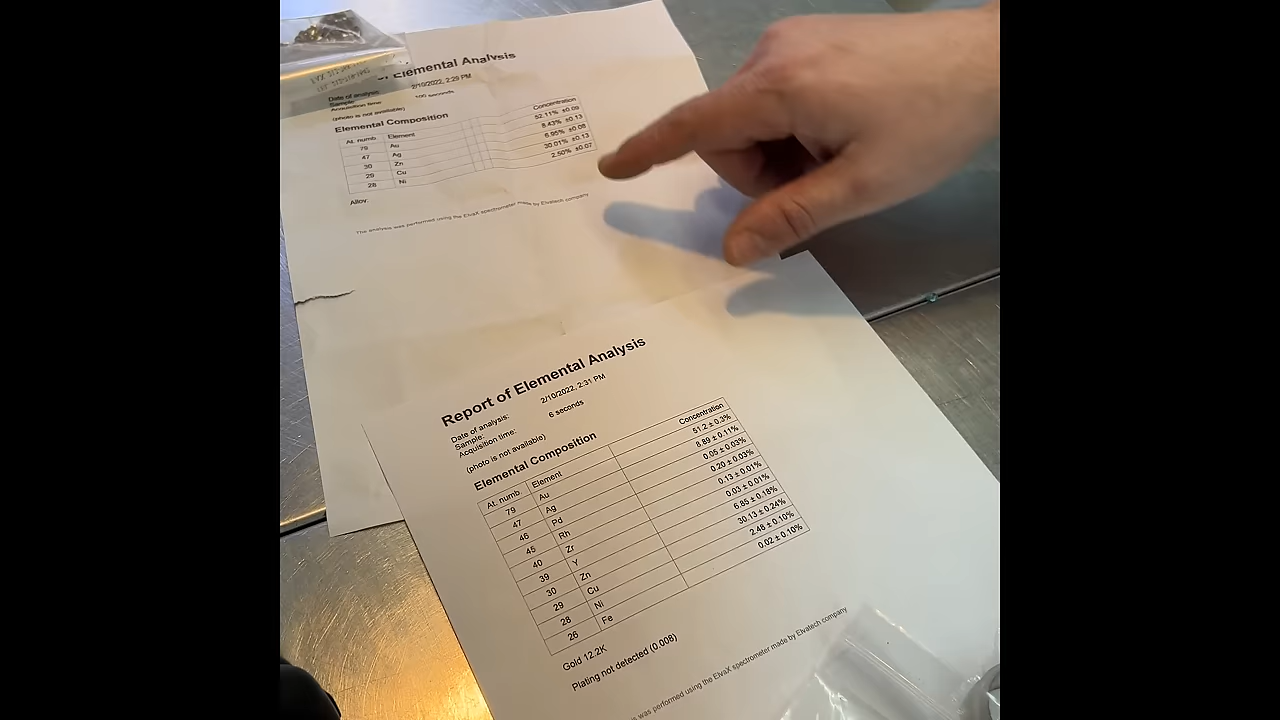 Elemental Analysis
Date of analysis: 2/10/2022, 2:29 PM
Sample:
Acquisition time 100 seconds
(photo is not available)
Elemental Composition
At. numb. Element Concentration
79 Au 52.11% ±0.09
47 Ag 8.43% ±0.13
30 Zn 6.95% ±0.08
29 Cu 30.01% ±0.13
28 Ni 2.50% ±0.07
Alloy:
The analysis was performed using the ElvaX spectrometer made by Elvatech company
Report of Elemental Analysis
Date of analysis: 2/10/2022, 2:31 PM
Sample:
Acquisition time: 6 seconds
(photo is not available)
Elemental Composition
At. numb. Element Concentration
79 Au 51.2 ± 0.3%
47 Ag 8.89 ± 0.11%
46 Pd 0.05 ± 0.03%
45 Rh 0.20 ± 0.03%
40 Zr 0.13 ± 0.01%
39 Y 0.03 ± 0.01%
30 Zn 6.85 ± 0.18%
29 Cu 30.13 ± 0.24%
28 Ni 2.48 ± 0.10%
26 Fe 0.02 ± 0.10%
Gold 12.2K
Plating not detected (0.008)
was performed using the ElvaX spectrometer made by Elvatech company